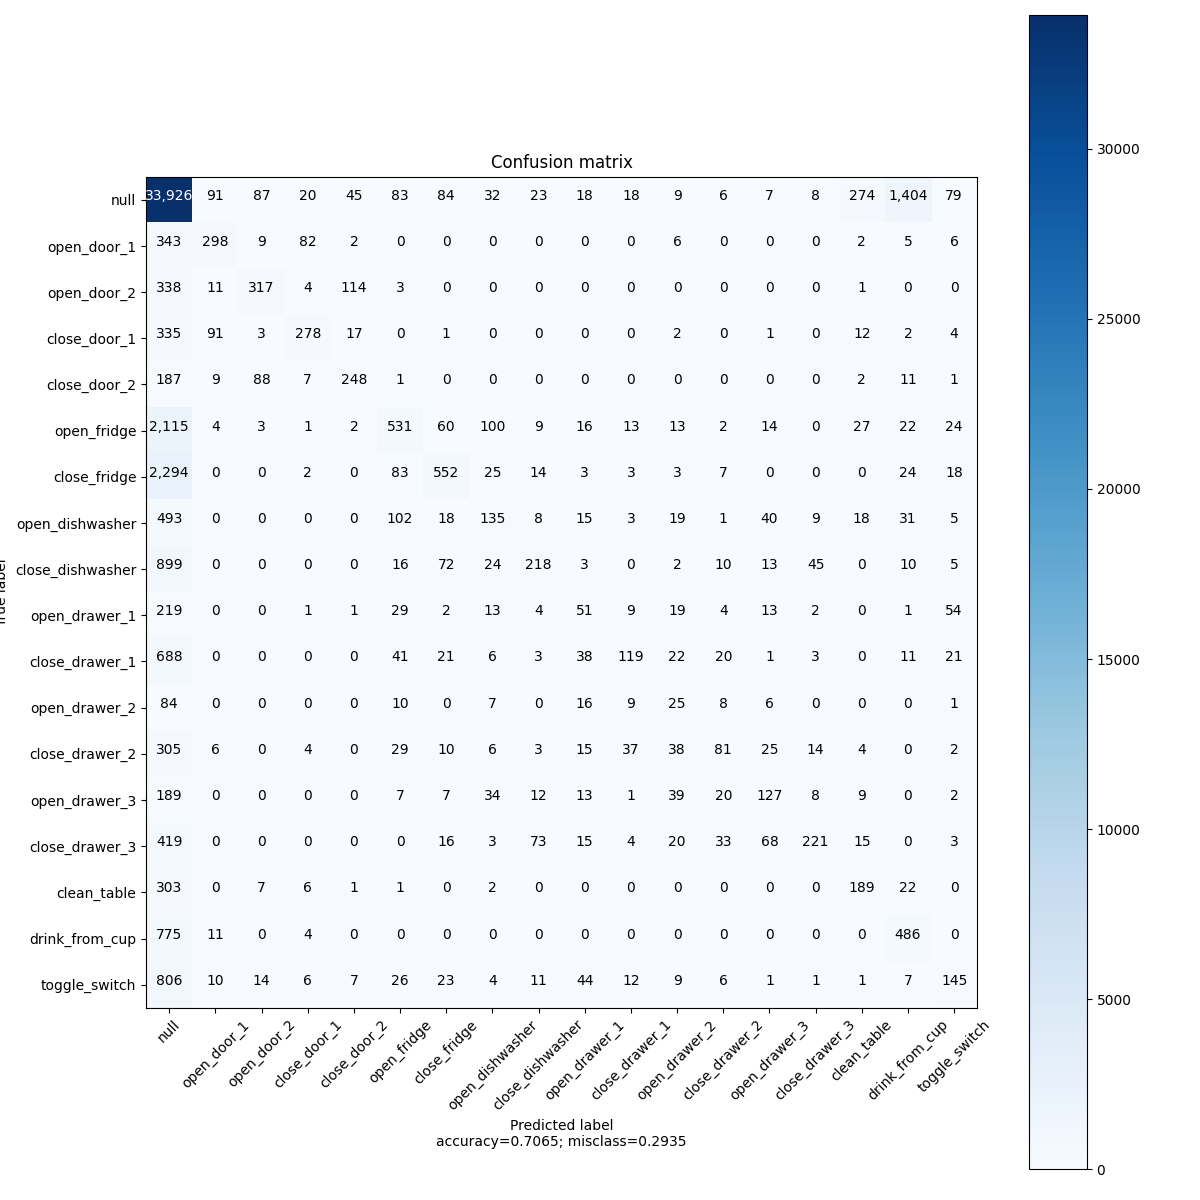 Confusion matrix
null 33,926 91 87 20 45 83 84 32 23 18 18 9 6 7 8 274 1,404 79
open_door_1 343 298 9 82 2 0 0 0 0 0 0 6 0 0 0 2 5 6
open_door_2 338 11 317 4 114 3 0 0 0 0 0 0 0 0 0 1 0 0
close_door_1 335 91 3 278 17 0 1 0 0 0 0 2 0 1 0 12 2 4
close_door_2 187 9 88 7 248 1 0 0 0 0 0 0 0 0 0 2 11 1
open_fridge 2,115 4 3 1 2 531 60 100 9 16 13 13 2 14 0 27 22 24
close_fridge 2,294 0 0 2 0 83 552 25 14 3 3 3 7 0 0 0 24 18
open_dishwasher 493 0 0 0 0 102 18 135 8 15 3 19 1 40 9 18 31 5
close_dishwasher 899 0 0 0 0 16 72 24 218 3 0 2 10 13 45 0 10 5
open_drawer_1 219 0 0 1 1 29 2 13 4 51 9 19 4 13 2 0 1 54
close_drawer_1 688 0 0 0 0 41 21 6 3 38 119 22 20 1 3 0 11 21
open_drawer_2 84 0 0 0 0 10 0 7 0 16 9 25 8 6 0 0 0 1
close_drawer_2 305 6 0 4 0 29 10 6 3 15 37 38 81 25 14 4 0 2
open_drawer_3 189 0 0 0 0 7 7 34 12 13 1 39 20 127 8 9 0 2
close_drawer_3 419 0 0 0 0 0 16 3 73 15 4 20 33 68 221 15 0 3
clean_table 303 0 7 6 1 1 0 2 0 0 0 0 0 0 0 189 22 0
drink_from_cup 775 11 0 4 0 0 0 0 0 0 0 0 0 0 0 0 486 0
toggle_switch 806 10 14 6 7 26 23 4 11 44 12 9 6 1 1 1 7 145
null open_door_1 open_door_2 close_door_1 close_door_2 open_fridge close_fridge open_dishwasher close_dishwasher open_drawer_1 close_drawer_1 open_drawer_2 close_drawer_2 open_drawer_3 close_drawer_3 clean_table drink_from_cup toggle_switch
Predicted label
accuracy=0.7065; misclass=0.2935
30000
25000
20000
15000
10000
5000
0